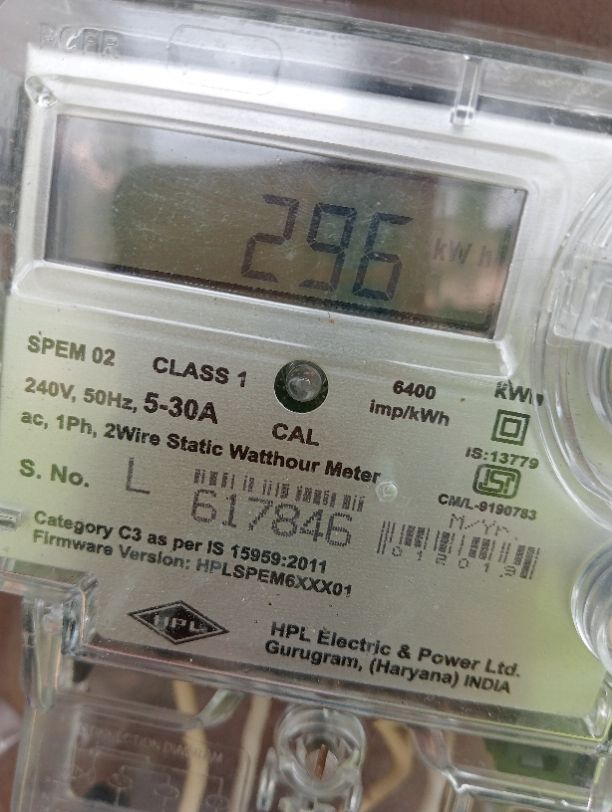 296 kWh
SPEM 02 CLASS 1
6400 imp/kWh
kWh
240V, 50Hz, 5-30A
CAL
ac, 1Ph, 2Wire Static Watthour Meter
IS:13779
CM/L-9190783
S. No. L 617846
M/Yr.
Category C3 as per IS 15959:2011
Firmware Version: HPLSPEM6XXX01
HPL
HPL Electric & Power Ltd.
Gurugram, (Haryana) INDIA